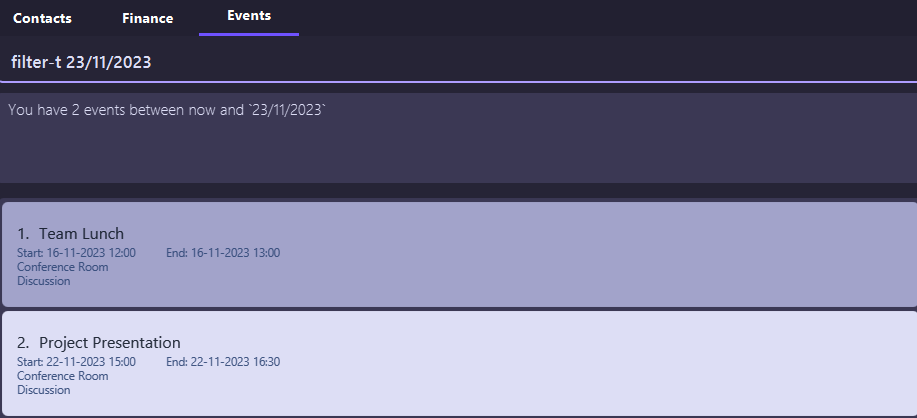 Contacts Finance Events
filter-t 23/11/2023
You have 2 events between now and `23/11/2023`
1. Team Lunch
Start: 16-11-2023 12:00 End: 16-11-2023 13:00
Conference Room
Discussion
2. Project Presentation
Start: 22-11-2023 15:00 End: 22-11-2023 16:30
Conference Room
Discussion